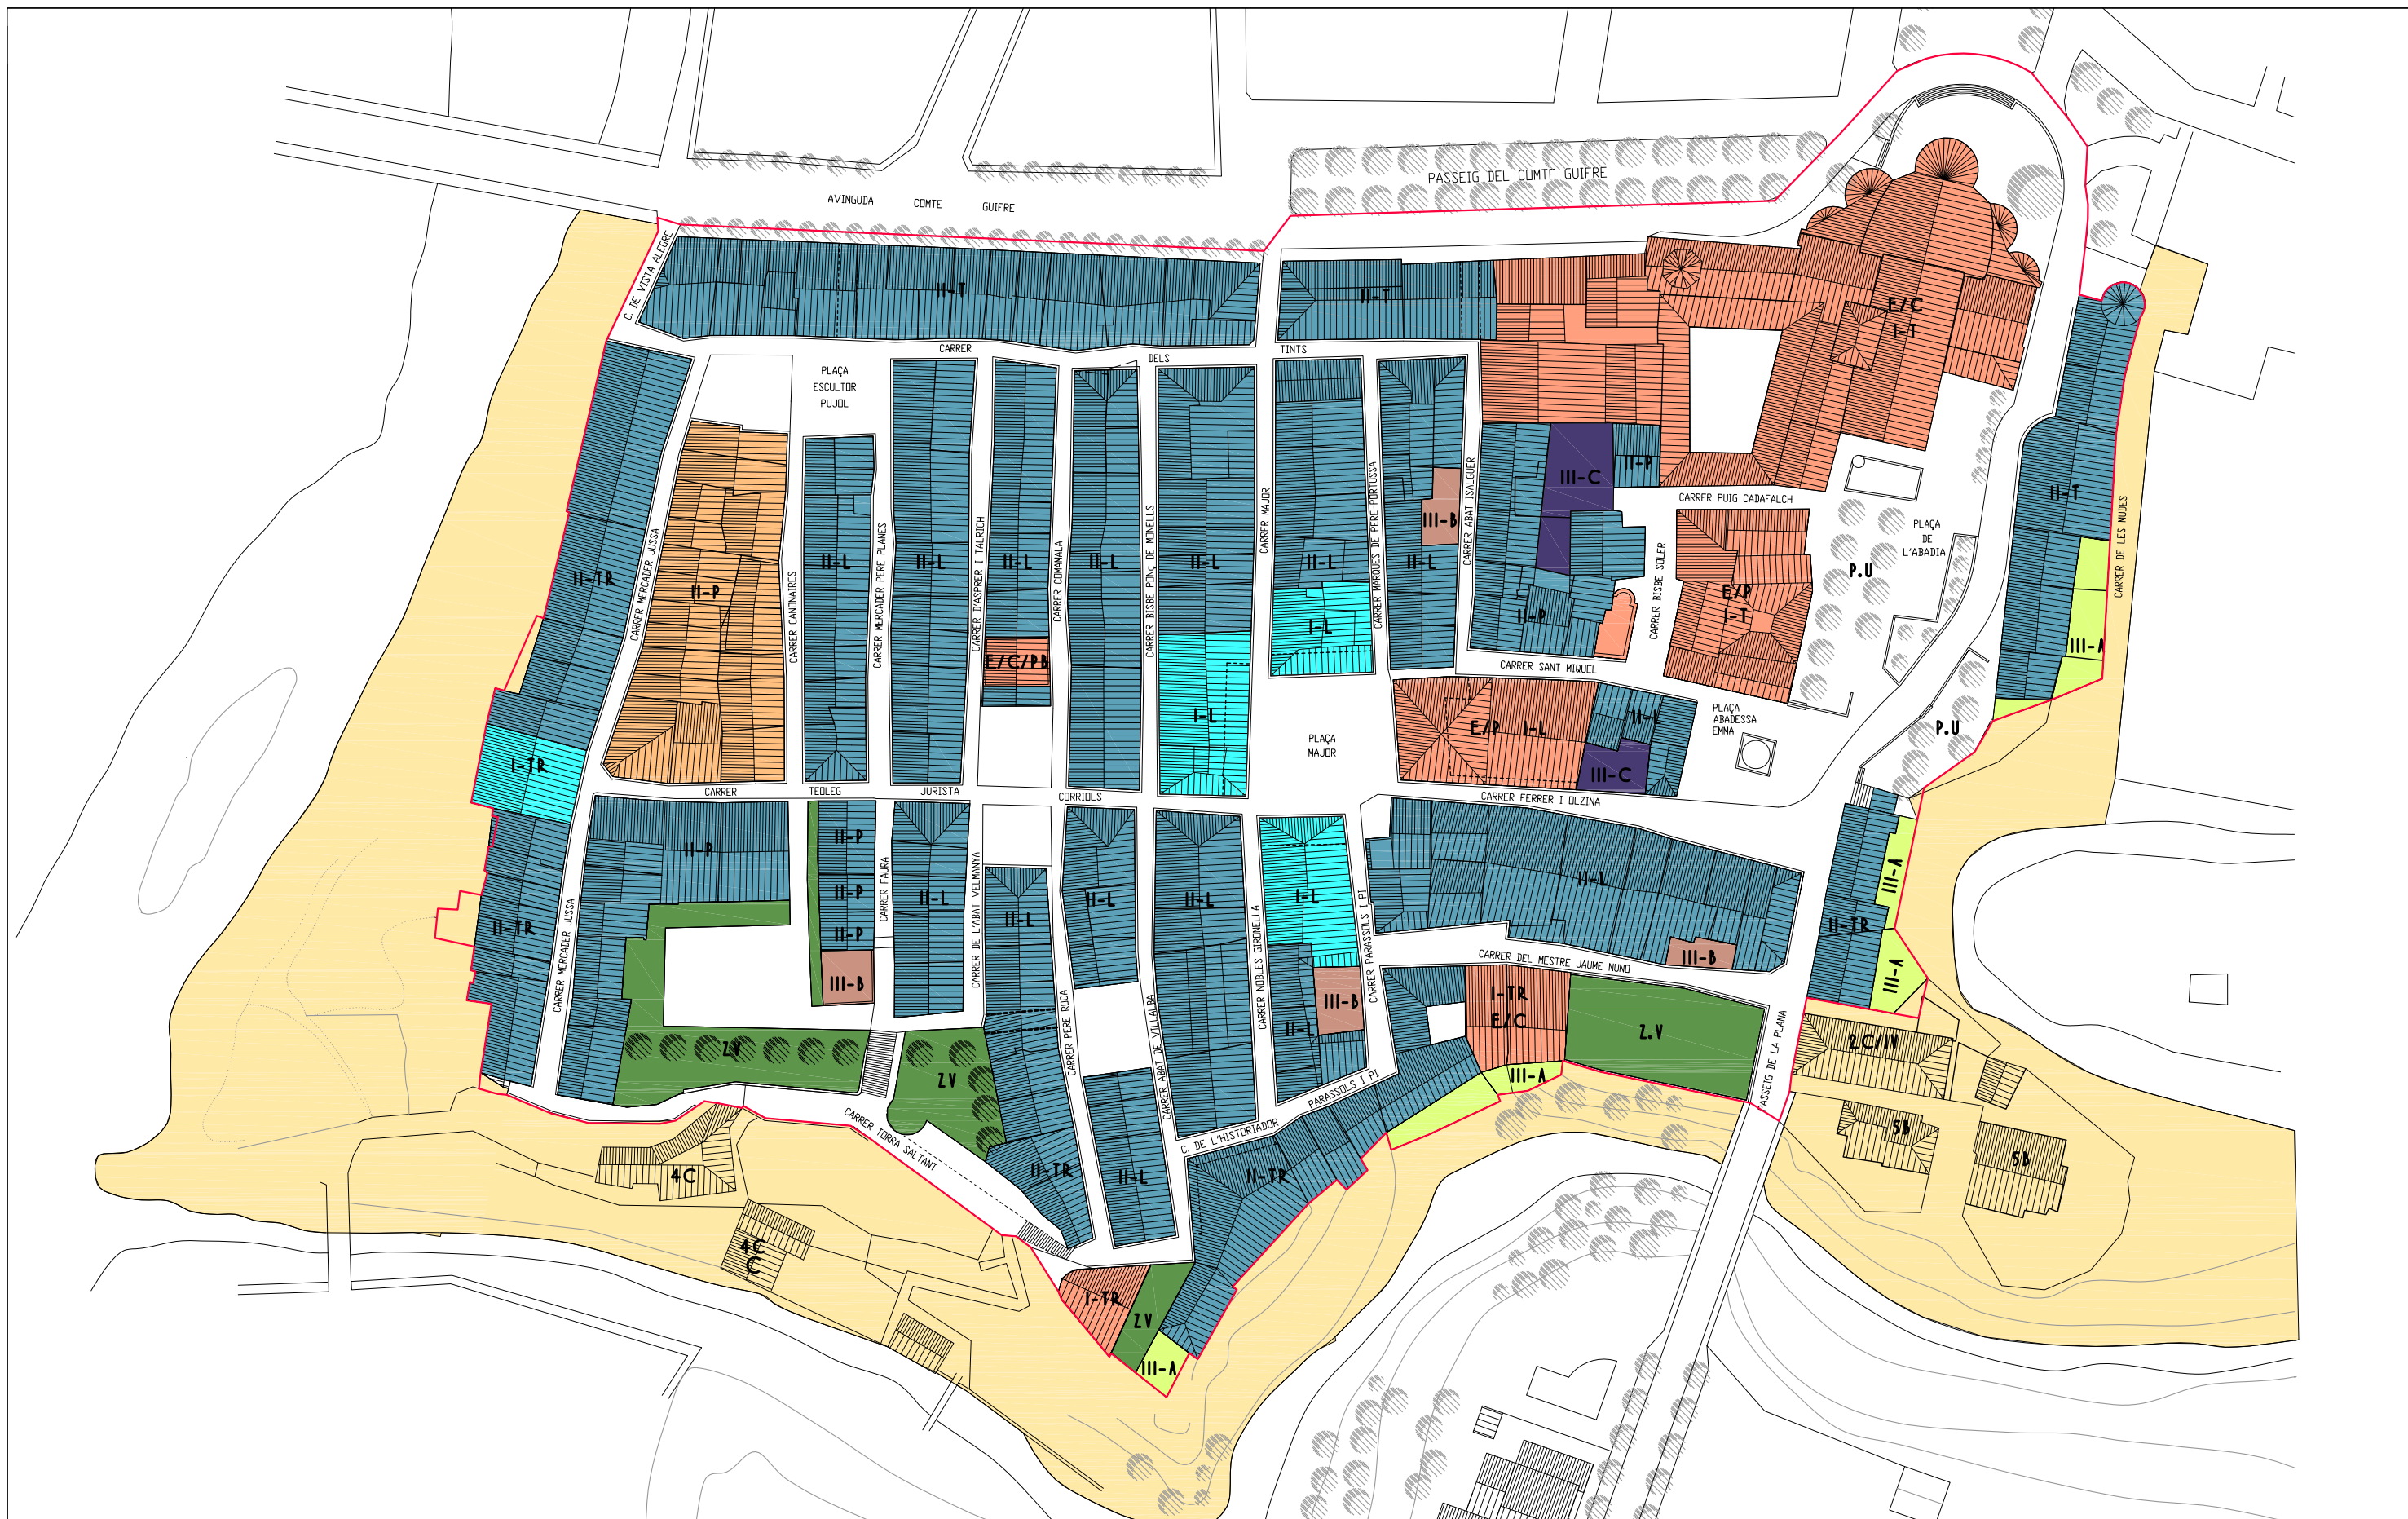 PASSEIG DEL COMTE GUIFRE
AVINGUDA COMTE GUIFRE
C. DE VISTA ALEGRE
II-T
II-T
E/C
I-T
CARRER DELS TINTS
PLAÇA
ESCULTOR
PUJOL
CARRER MERCADER JUSSA
II-TR
II-P
CARRER CANONAIRES
II-L
CARRER MERCADER PERE PLANES
II-L
CARRER D'ASPRER I TALRICH
II-L
E/C/PB
CARRER COMAMALA
II-L
CARRER BISBE PONÇ DE MONELLS
II-L
I-L
CARRER MAJOR
II-L
I-L
CARRER MARQUES DE PERE-PORTUSSA
II-L
III-B
CARRER ABAT ISALGUER
III-C
II-P
II-P
CARRER PUIG CADAFALCH
CARRER BISBE SOLER
CARRER SANT MIQUEL
E/P
I-T
P.U
PLAÇA
DE
L'ABADIA
II-T
CARRER DE LES MUDES
III-A
P.U
PLAÇA
ABADESSA
EMMA
E/P I-L
II-L
III-C
PLAÇA
MAJOR
I-TR
CARRER TEOLEG JURISTA CORRIOLS
CARRER FERRER I OLZINA
II-P
II-P
II-P
II-P
III-B
CARRER FAURA
II-L
CARRER DE L'ABAT VELMANYA
II-L
II-L
II-L
I-L
II-L
II-TR
III-A
III-A
II-TR
CARRER MERCADER JUSSA
CARRER NOBLES GIRONELLA
CARRER PARASSOLS I PI
III-B
II-L
III-B
CARRER DEL MESTRE JAUME NUNO
I-TR
E/C
Z.V
III-A
PASSEIG DE LA PLANA
2C/IV
5B
5B
ZV
ZV
CARRER PERE ROCA
CARRER ABAT DE VILLALBA
CARRER TORRA SALTANT
C. DE L'HISTORIADOR PARASSOLS I PI
II-TR
II-L
II-TR
4C
4C
C
I-TR
ZV
III-A